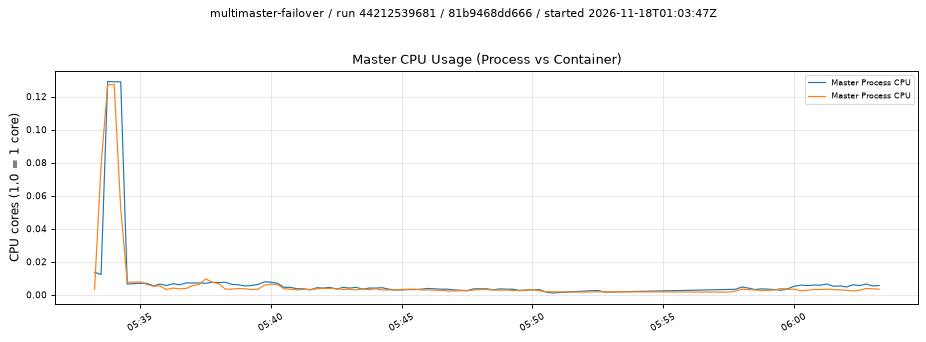 multimaster-failover / run 44212539681 / 81b9468dd666 / started 2026-11-18T01:03:47Z
Master CPU Usage (Process vs Container)
CPU cores (1.0 = 1 core)
0.12
0.10
0.08
0.06
0.04
0.02
0.00
Master Process CPU
Master Process CPU
05:35
05:40
05:45
05:50
05:55
06:00